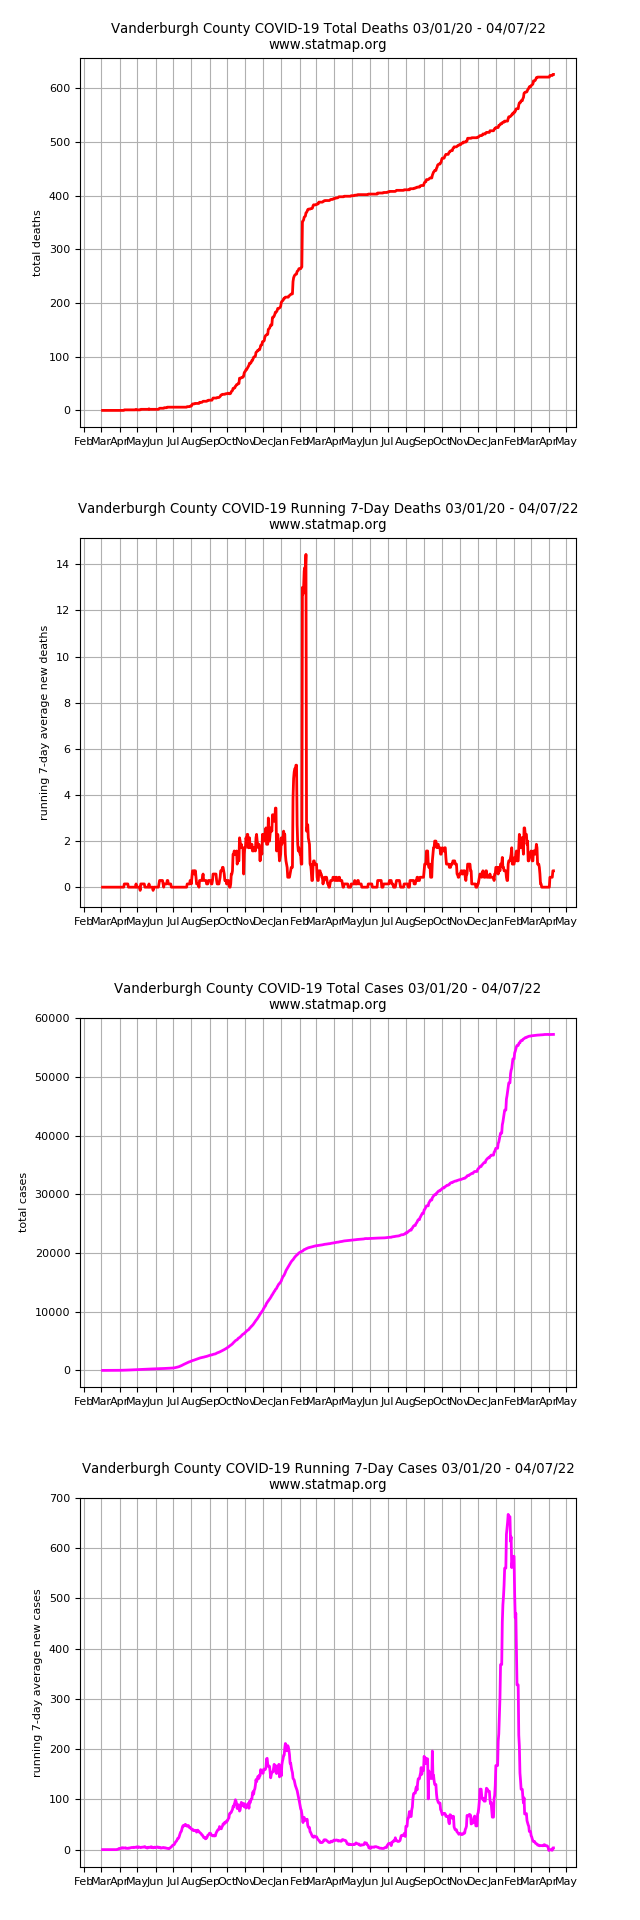 Vanderburgh County COVID-19 Total Deaths 03/01/20 - 04/07/22
www.statmap.org
600
500
400
300
200
100
0
total deaths
Feb Mar Apr May Jun Jul Aug Sep Oct Nov Dec Jan Feb Mar Apr May Jun Jul Aug Sep Oct Nov Dec Jan Feb Mar Apr May
Vanderburgh County COVID-19 Running 7-Day Deaths 03/01/20 - 04/07/22
www.statmap.org
14
12
10
8
6
4
2
0
running 7-day average new deaths
Feb Mar Apr May Jun Jul Aug Sep Oct Nov Dec Jan Feb Mar Apr May Jun Jul Aug Sep Oct Nov Dec Jan Feb Mar Apr May
Vanderburgh County COVID-19 Total Cases 03/01/20 - 04/07/22
www.statmap.org
60000
50000
40000
30000
20000
10000
0
total cases
Feb Mar Apr May Jun Jul Aug Sep Oct Nov Dec Jan Feb Mar Apr May Jun Jul Aug Sep Oct Nov Dec Jan Feb Mar Apr May
Vanderburgh County COVID-19 Running 7-Day Cases 03/01/20 - 04/07/22
www.statmap.org
700
600
500
400
300
200
100
0
running 7-day average new cases
Feb Mar Apr May Jun Jul Aug Sep Oct Nov Dec Jan Feb Mar Apr May Jun Jul Aug Sep Oct Nov Dec Jan Feb Mar Apr May